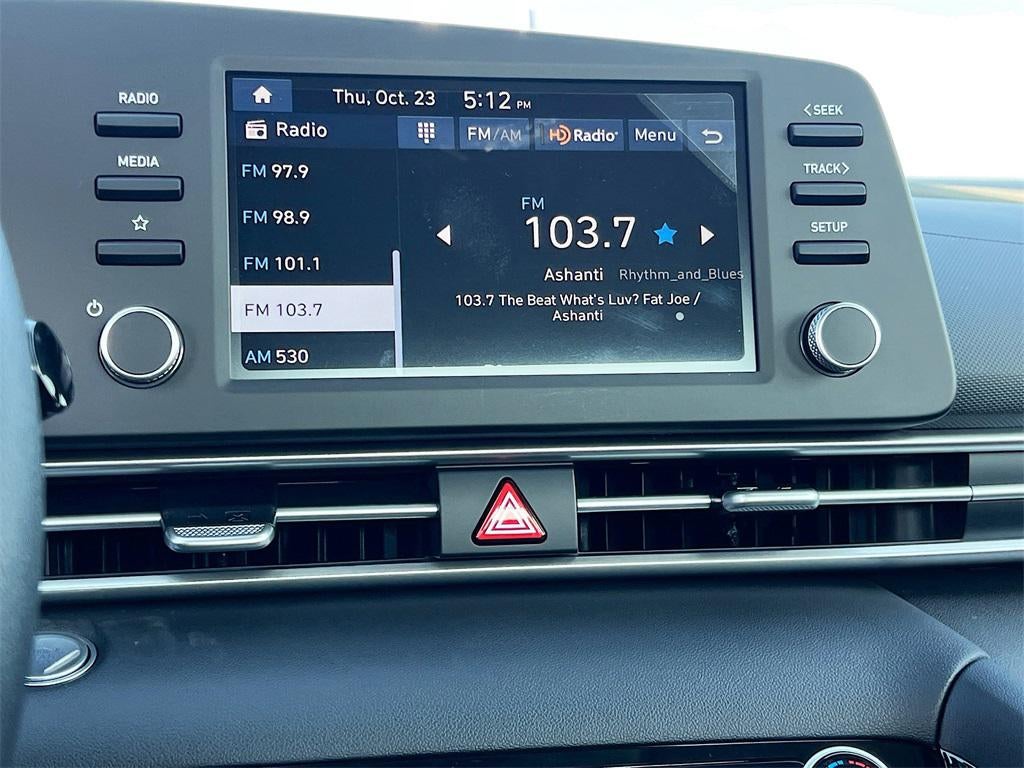 RADIO
MEDIA
Thu, Oct. 23 5:12 PM
Radio FM/AM HD Radio® Menu
FM 97.9
FM 98.9
FM 101.1
FM 103.7
AM 530
FM
103.7
Ashanti Rhythm_and_Blues
103.7 The Beat What's Luv? Fat Joe /
Ashanti
<SEEK
TRACK>
SETUP